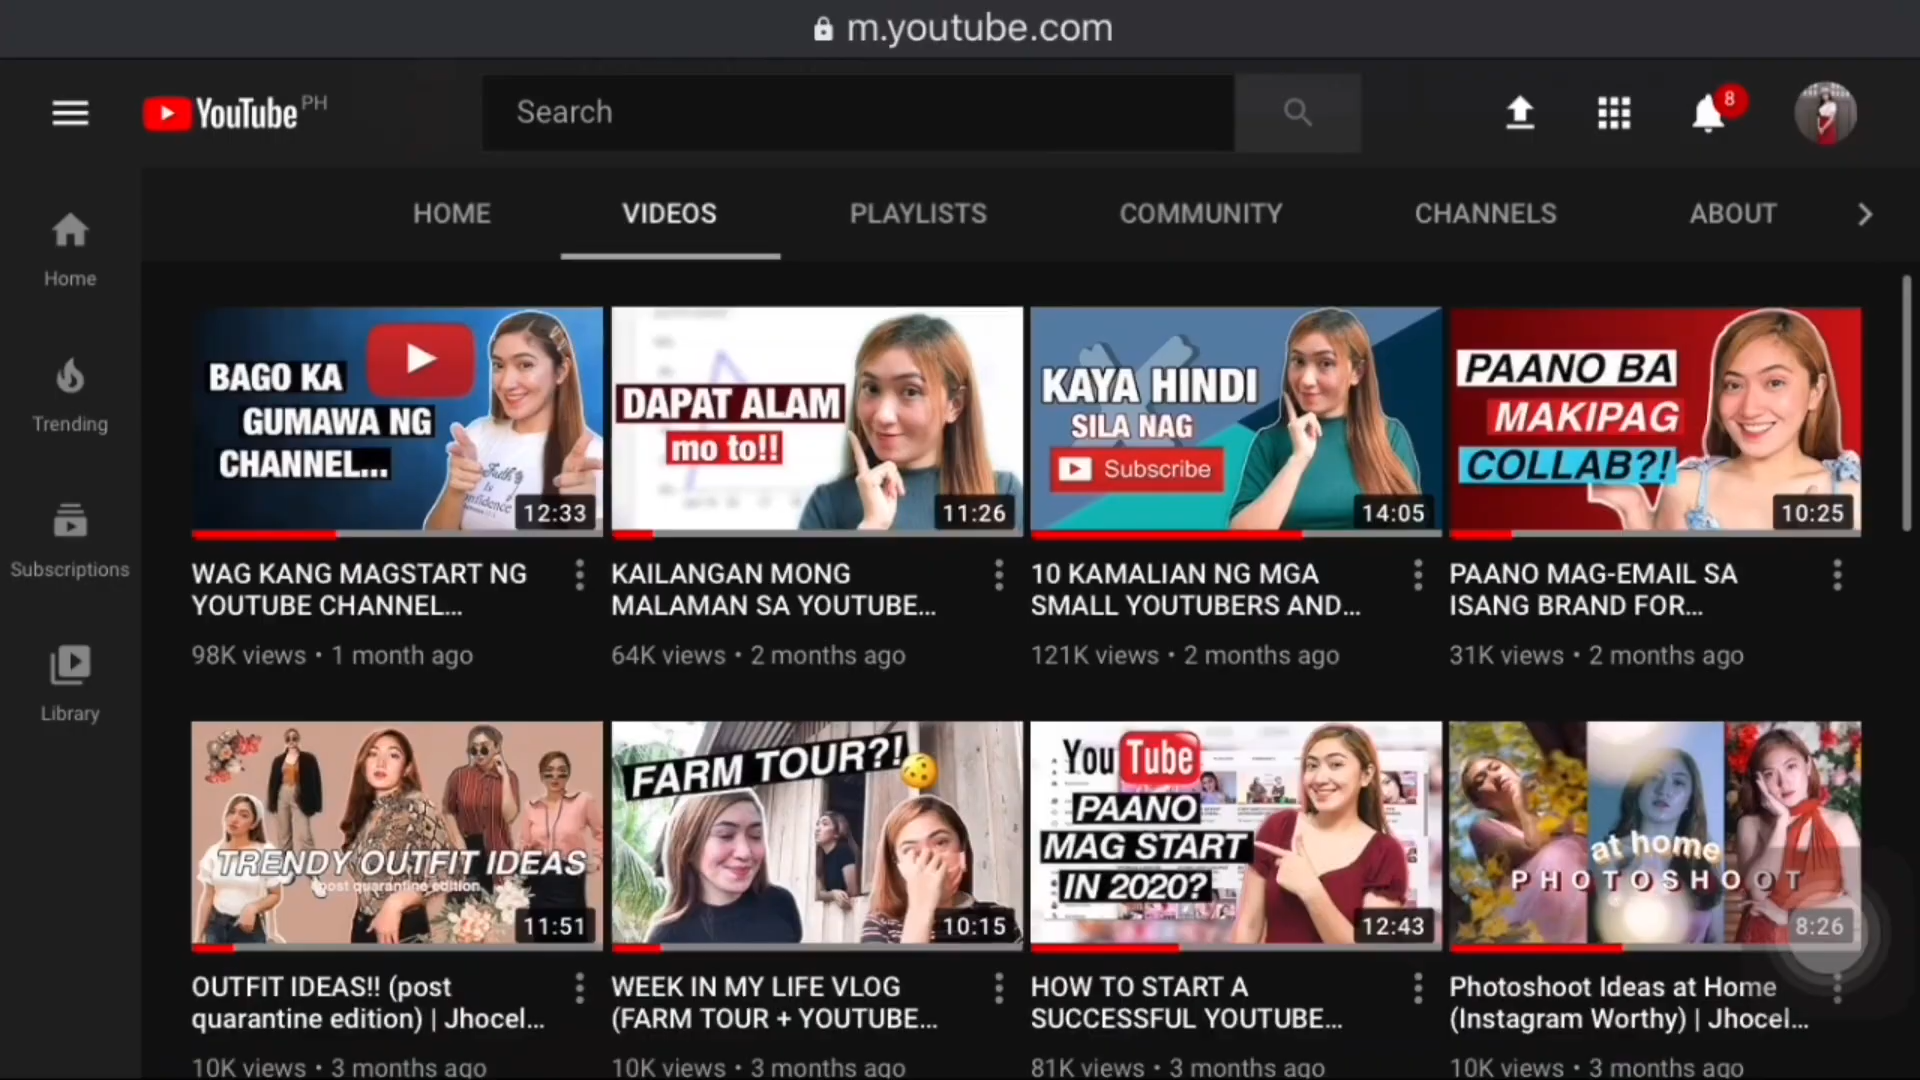 m.youtube.com
YouTube PH
Search
8
HOME
VIDEOS
PLAYLISTS
COMMUNITY
CHANNELS
ABOUT
Home
Trending
Subscriptions
Library
BAGO KA
GUMAWA NG
CHANNEL...
12:33
WAG KANG MAGSTART NG
YOUTUBE CHANNEL...
98K views • 1 month ago
DAPAT ALAM
mo to!!
11:26
KAILANGAN MONG
MALAMAN SA YOUTUBE...
64K views • 2 months ago
KAYA HINDI
SILA NAG
Subscribe
14:05
10 KAMALIAN NG MGA
SMALL YOUTUBERS AND...
121K views • 2 months ago
PAANO BA
MAKIPAG
COLLAB?!
10:25
PAANO MAG-EMAIL SA
ISANG BRAND FOR...
31K views • 2 months ago
TRENDY OUTFIT IDEAS
post quarantine edition
11:51
OUTFIT IDEAS!! (post
quarantine edition) | Jhocel...
10K views • 3 months ago
FARM TOUR?!
10:15
WEEK IN MY LIFE VLOG
(FARM TOUR + YOUTUBE...
10K views • 3 months ago
You Tube
PAANO
MAG START
IN 2020?
12:43
HOW TO START A
SUCCESSFUL YOUTUBE...
81K views • 3 months ago
at home
PHOTOSHOOT
8:26
Photoshoot Ideas at Home
(Instagram Worthy) | Jhocel...
10K views • 3 months ago